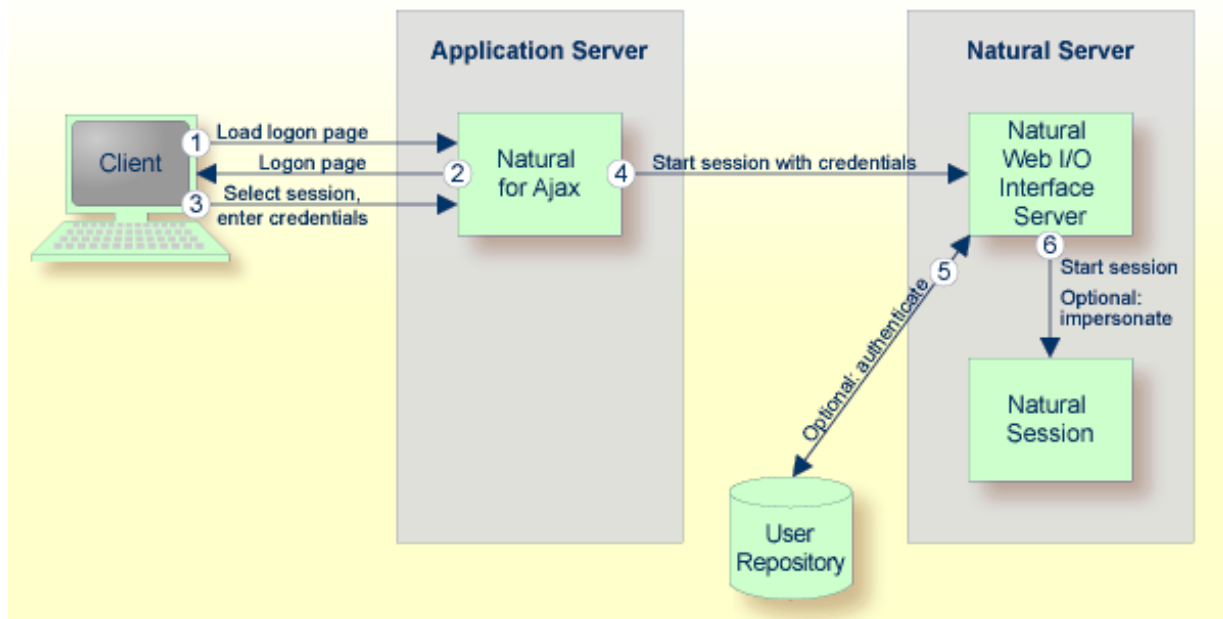 Application Server
Natural Server
Client
1
Load logon page
Logon page
2
3
Select session,
enter credentials
Natural
for Ajax
4
Start session with credentials
Natural
Web I/O
Interface
Server
5
Optional: authenticate
6
Start session
Optional:
impersonate
Natural
Session
User
Repository